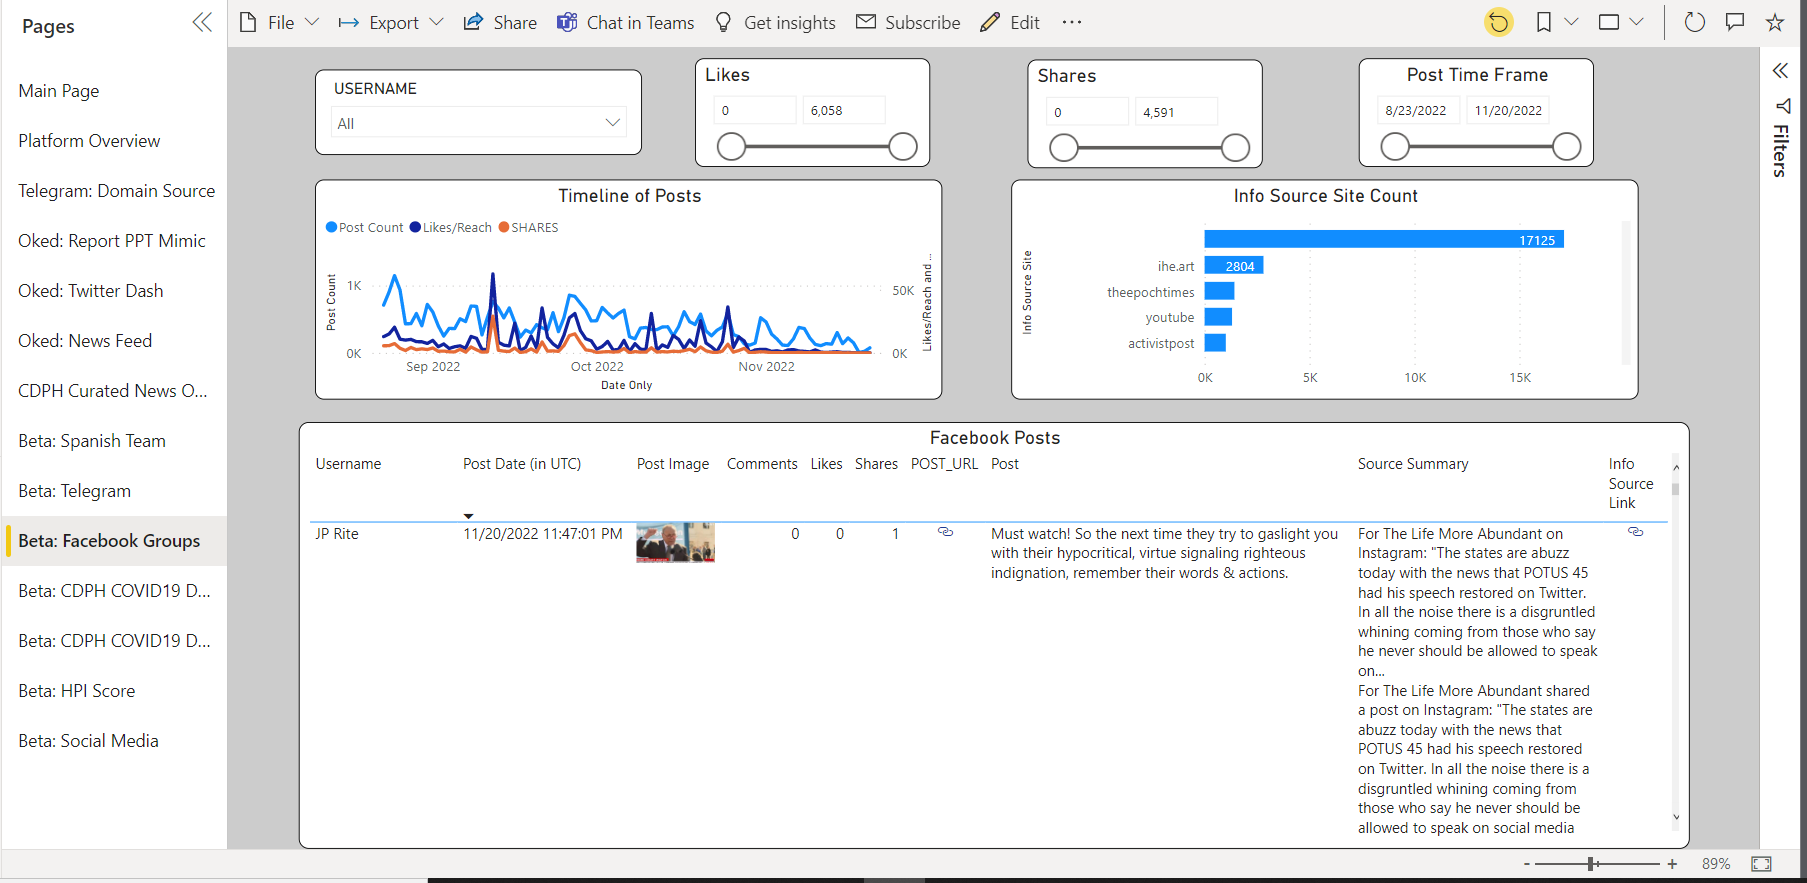 Pages
Main Page
Platform Overview
Telegram: Domain Source
Oked: Report PPT Mimic
Oked: Twitter Dash
Oked: News Feed
CDPH Curated News O...
Beta: Spanish Team
Beta: Telegram
Beta: Facebook Groups
Beta: CDPH COVID19 D...
Beta: CDPH COVID19 D...
Beta: HPI Score
Beta: Social Media
File Export Share Chat in Teams Get insights Subscribe Edit ...
Filters
USERNAME
All
Likes
0 6,058
Shares
0 4,591
Post Time Frame
8/23/2022 11/20/2022
Timeline of Posts
Post Count Likes/Reach SHARES
Post Count
1K
0K
50K
0K
Likes/Reach and ...
Sep 2022 Oct 2022 Nov 2022
Date Only
Info Source Site Count
Info Source Site
17125
ihe.art 2804
theepochtimes
youtube
activistpost
0K 5K 10K 15K
Facebook Posts
Username Post Date (in UTC) Post Image Comments Likes Shares POST_URL Post Source Summary Info
Source
Link
JP Rite 11/20/2022 11:47:01 PM 0 0 1
Must watch! So the next time they try to gaslight you
with their hypocritical, virtue signaling righteous
indignation, remember their words & actions.
For The Life More Abundant on
Instagram: "The states are abuzz
today with the news that POTUS 45
had his speech restored on Twitter.
In all the noise there is a disgruntled
whining coming from those who say
he never should be allowed to speak
on...
For The Life More Abundant shared
a post on Instagram: "The states are
abuzz today with the news that
POTUS 45 had his speech restored
on Twitter. In all the noise there is a
disgruntled whining coming from
those who say he never should be
allowed to speak on social media
- + 89%